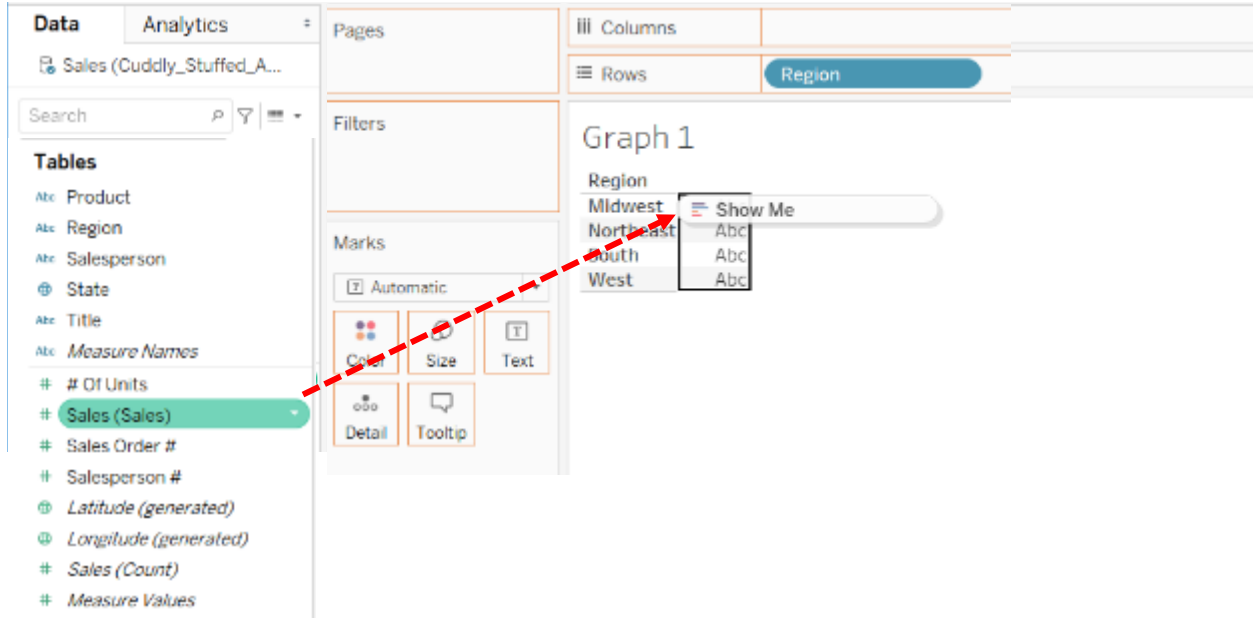 Data Analytics
Sales (Cuddly_Stuffed_A...
Search
Tables
Abc Product
Abc Region
Abc Salesperson
State
Abc Title
Abc Measure Names
# # Of Units
# Sales (Sales)
# Sales Order #
# Salesperson #
Latitude (generated)
Longitude (generated)
# Sales (Count)
# Measure Values
Pages
Filters
Marks
T Automatic
Color Size T Text
Detail Tooltip
iii Columns
Rows Region
Graph 1
Region
Midwest Show Me
Northeast Abc
South Abc
West Abc